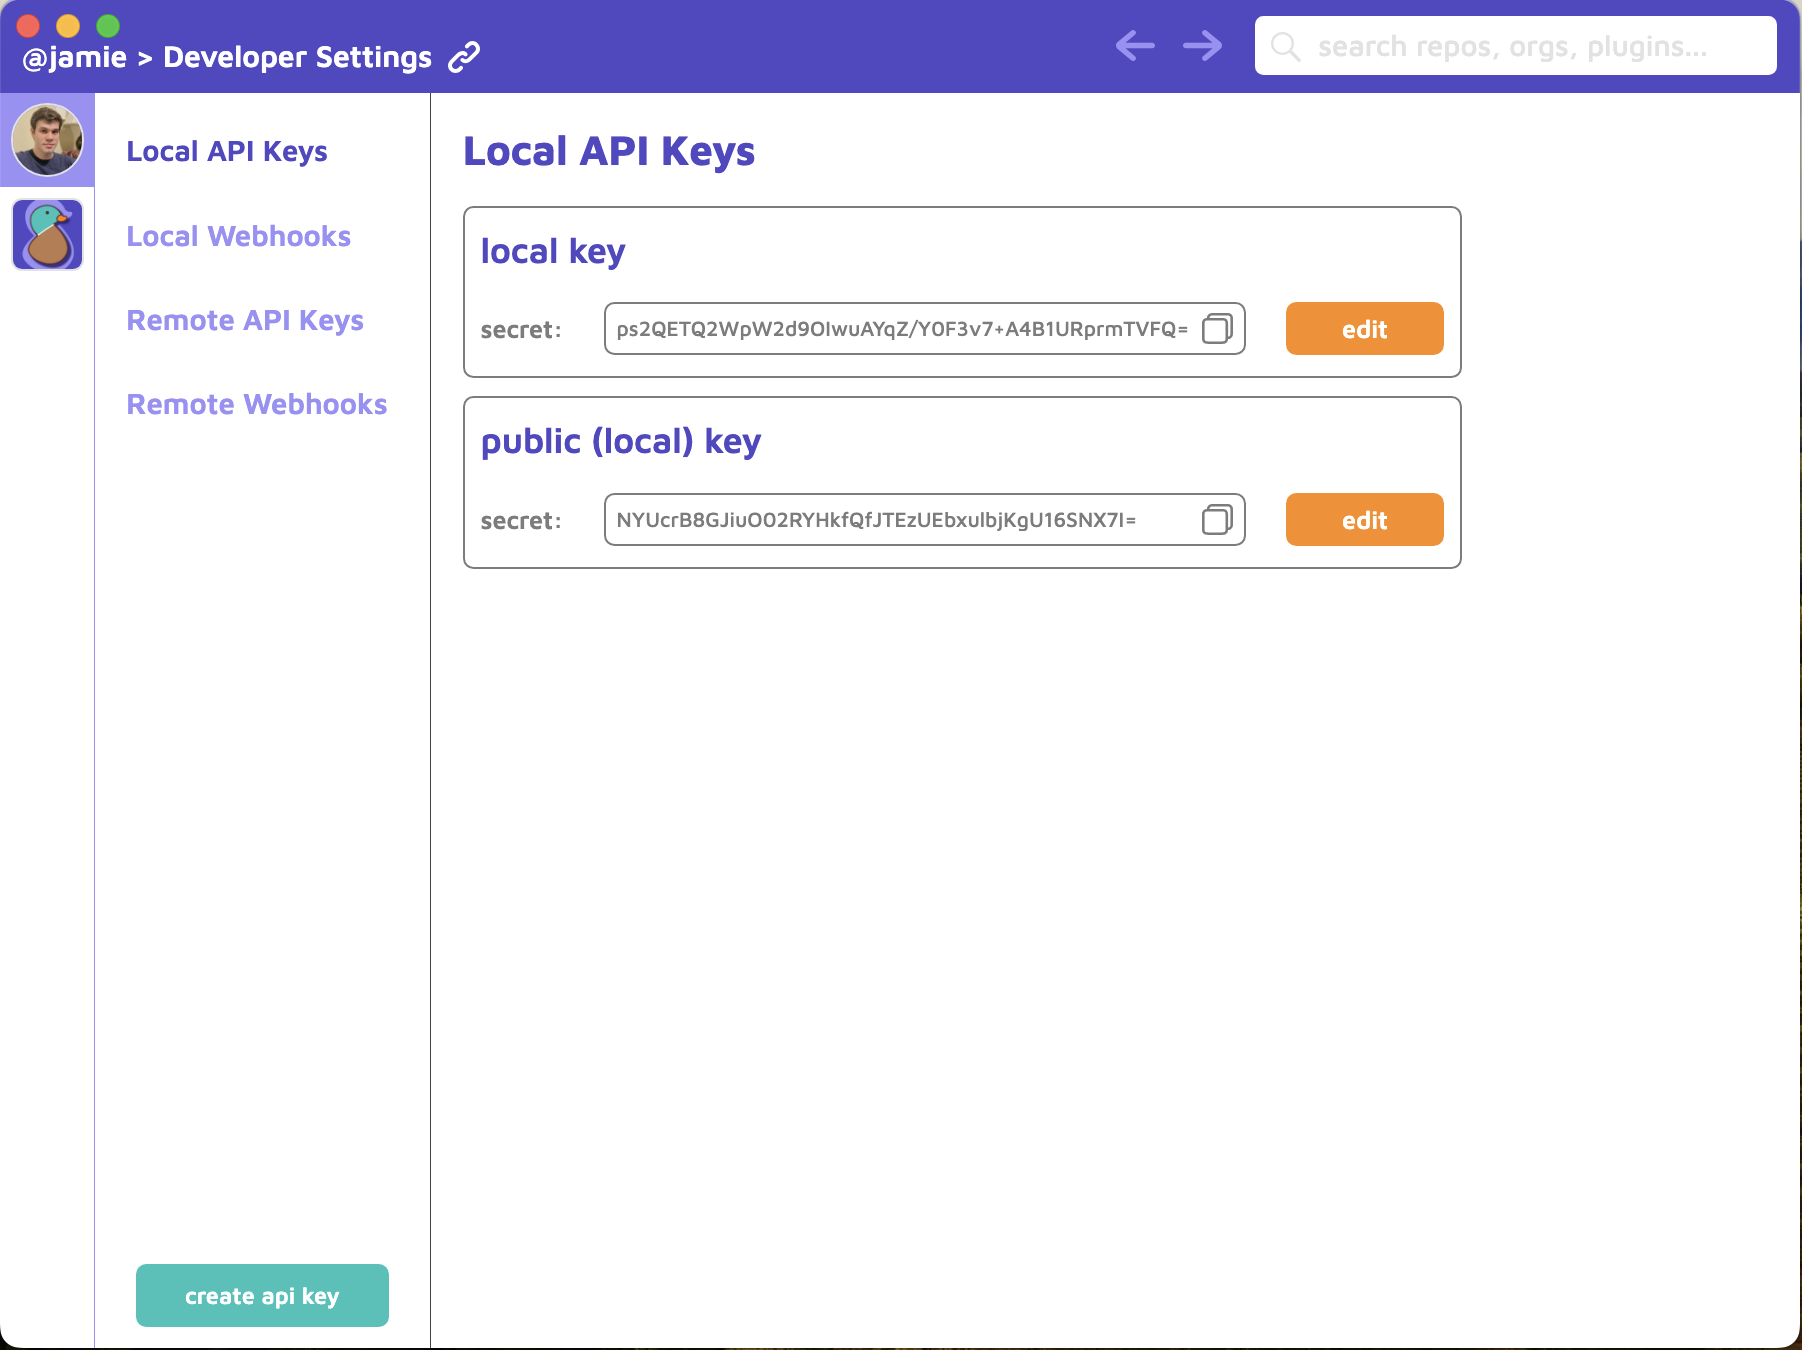 @jamie > Developer Settings
search repos, orgs, plugins...
Local API Keys
Local Webhooks
Remote API Keys
Remote Webhooks
create api key
Local API Keys
local key
secret:
ps2QETQ2WpW2d9OIwuAYqZ/Y0F3v7+A4B1URprmTVFQ=
edit
public (local) key
secret:
NYUcrB8GJiuO02RYHkfQfJTEzUEbxulbjKgU16SNX7I=
edit